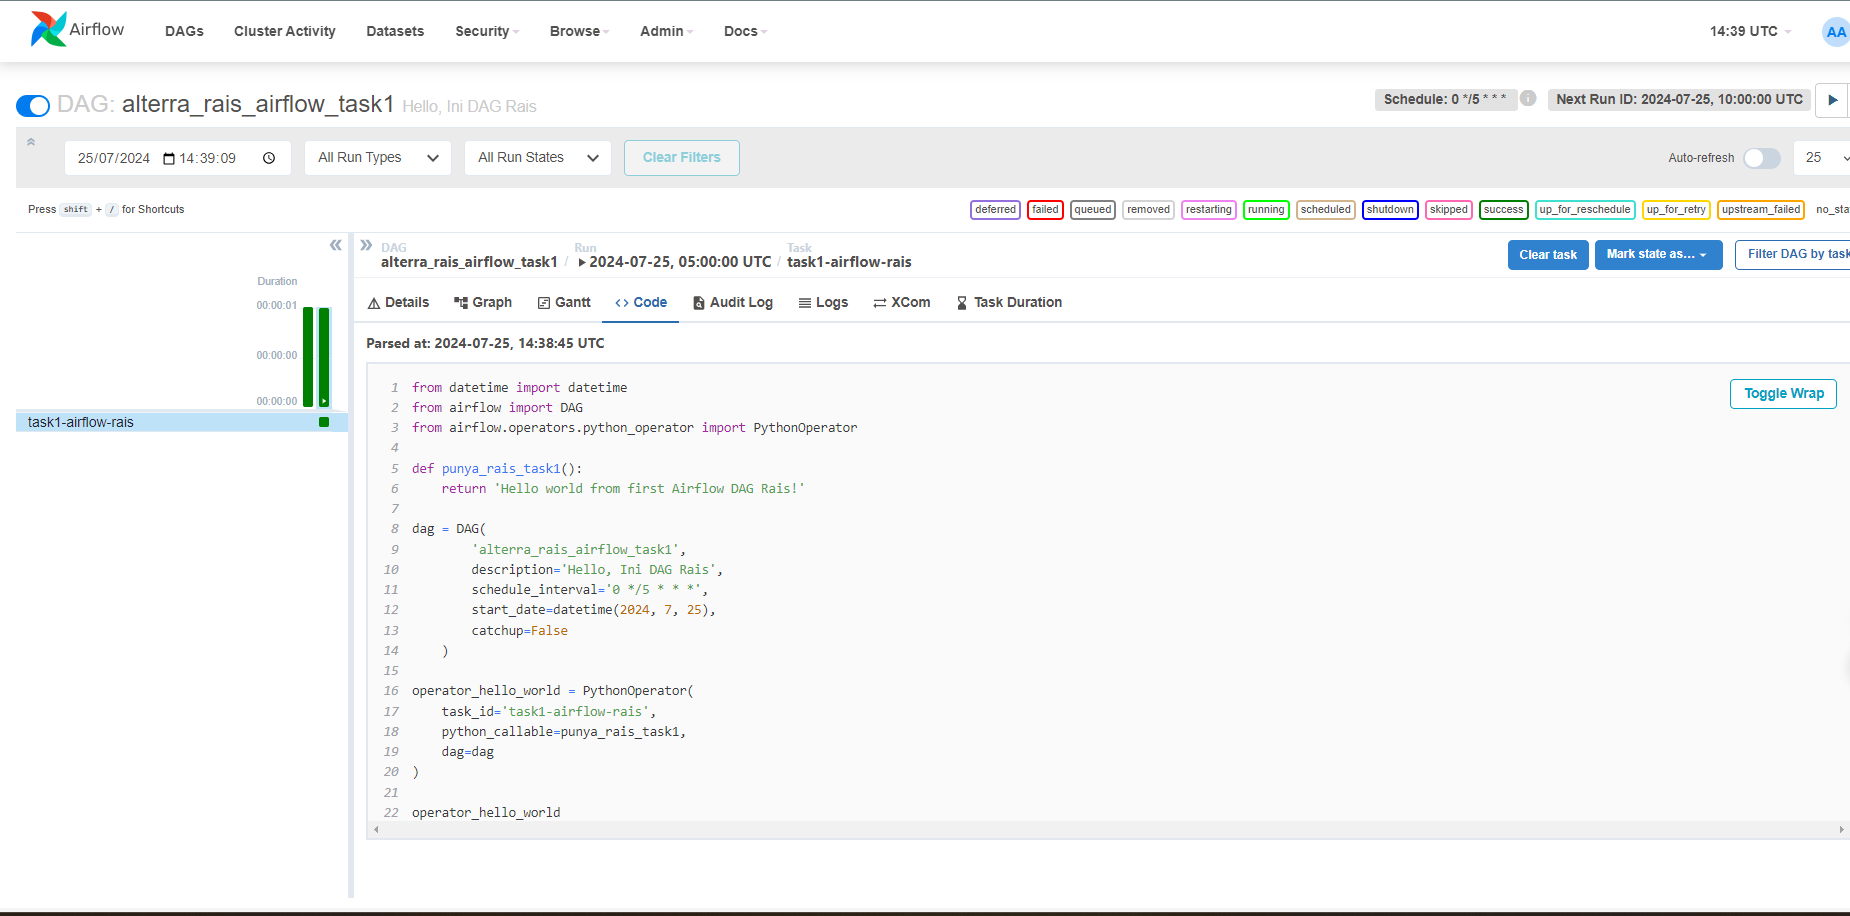 Airflow DAGs Cluster Activity Datasets Security Browse Admin Docs 14:39 UTC AA
DAG: alterra_rais_airflow_task1 Hello, Ini DAG Rais Schedule: 0 */5 * * * i Next Run ID: 2024-07-25, 10:00:00 UTC
25/07/2024 14:39:09 All Run Types All Run States Clear Filters Auto-refresh 25
Press shift + / for Shortcuts deferred failed queued removed restarting running scheduled shutdown skipped success up_for_reschedule up_for_retry upstream_failed no_sta
DAG Run Task
alterra_rais_airflow_task1 / 2024-07-25, 05:00:00 UTC / task1-airflow-rais Clear task Mark state as... Filter DAG by task
Duration
00:00:01
00:00:00
00:00:00
task1-airflow-rais
Details Graph Gantt Code Audit Log Logs XCom Task Duration
Parsed at: 2024-07-25, 14:38:45 UTC
Toggle Wrap
1 from datetime import datetime
2 from airflow import DAG
3 from airflow.operators.python_operator import PythonOperator
4
5 def punya_rais_task1():
6     return 'Hello world from first Airflow DAG Rais!'
7
8 dag = DAG(
9         'alterra_rais_airflow_task1',
10         description='Hello, Ini DAG Rais',
11         schedule_interval='0 */5 * * *',
12         start_date=datetime(2024, 7, 25),
13         catchup=False
14     )
15
16 operator_hello_world = PythonOperator(
17     task_id='task1-airflow-rais',
18     python_callable=punya_rais_task1,
19     dag=dag
20 )
21
22 operator_hello_world